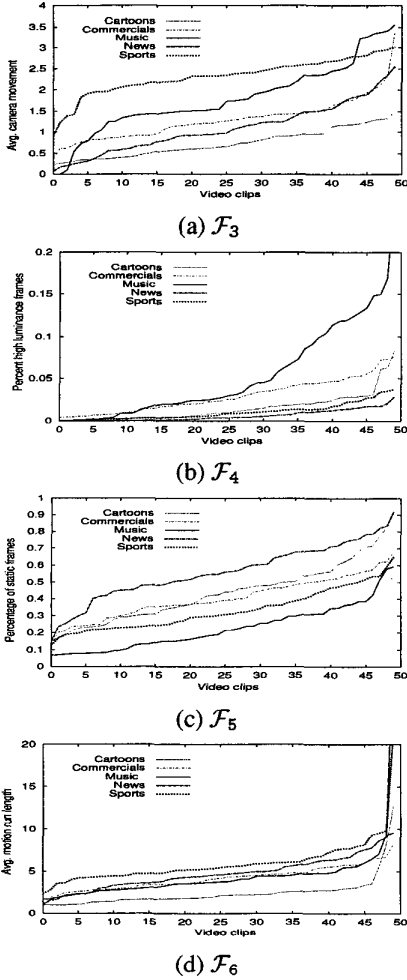 4
3.5
3
2.5
2
1.5
1
0.5
0
Avg. camera movement
Cartoons
Commercials
Music
News
Sports
0 5 10 15 20 25 30 35 40 45 50
Video clips
(a) F3
0.2
0.15
0.1
0.05
0
Percent high luminance frames
Cartoons
Commercials
Music
News
Sports
0 5 10 15 20 25 30 35 40 45 50
Video clips
(b) F4
1
0.9
0.8
0.7
0.6
0.5
0.4
0.3
0.2
0.1
0
Percentage of static frames
Cartoons
Commercials
Music
News
Sports
0 5 10 15 20 25 30 35 40 45 50
Video clips
(c) F5
20
15
10
5
0
Avg. motion run length
Cartoons
Commercials
Music
News
Sports
0 5 10 15 20 25 30 35 40 45 50
Video clips
(d) F6